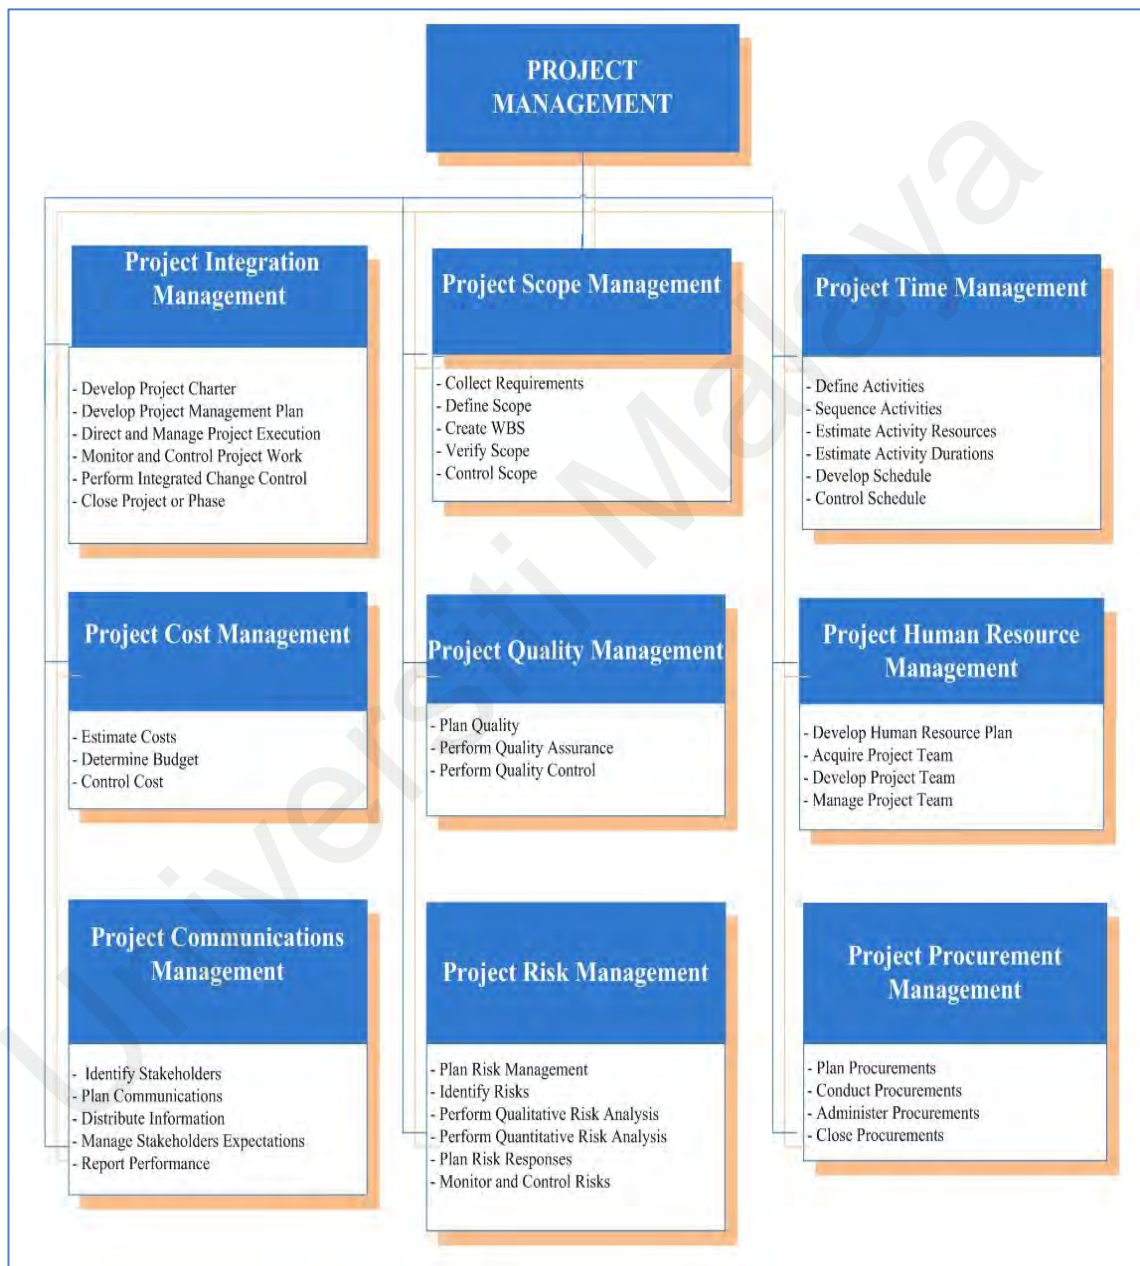 PROJECT
MANAGEMENT
Project Integration
Management
- Develop Project Charter
- Develop Project Management Plan
- Direct and Manage Project Execution
- Monitor and Control Project Work
- Perform Integrated Change Control
- Close Project or Phase
Project Scope Management
- Collect Requirements
- Define Scope
- Create WBS
- Verify Scope
- Control Scope
Project Time Management
- Define Activities
- Sequence Activities
- Estimate Activity Resources
- Estimate Activity Durations
- Develop Schedule
- Control Schedule
Project Cost Management
- Estimate Costs
- Determine Budget
- Control Cost
Project Quality Management
- Plan Quality
- Perform Quality Assurance
- Perform Quality Control
Project Human Resource
Management
- Develop Human Resource Plan
- Acquire Project Team
- Develop Project Team
- Manage Project Team
Project Communications
Management
- Identify Stakeholders
- Plan Communications
- Distribute Information
- Manage Stakeholders Expectations
- Report Performance
Project Risk Management
- Plan Risk Management
- Identify Risks
- Perform Qualitative Risk Analysis
- Perform Quantitative Risk Analysis
- Plan Risk Responses
- Monitor and Control Risks
Project Procurement
Management
- Plan Procurements
- Conduct Procurements
- Administer Procurements
- Close Procurements
Universiti Malaya